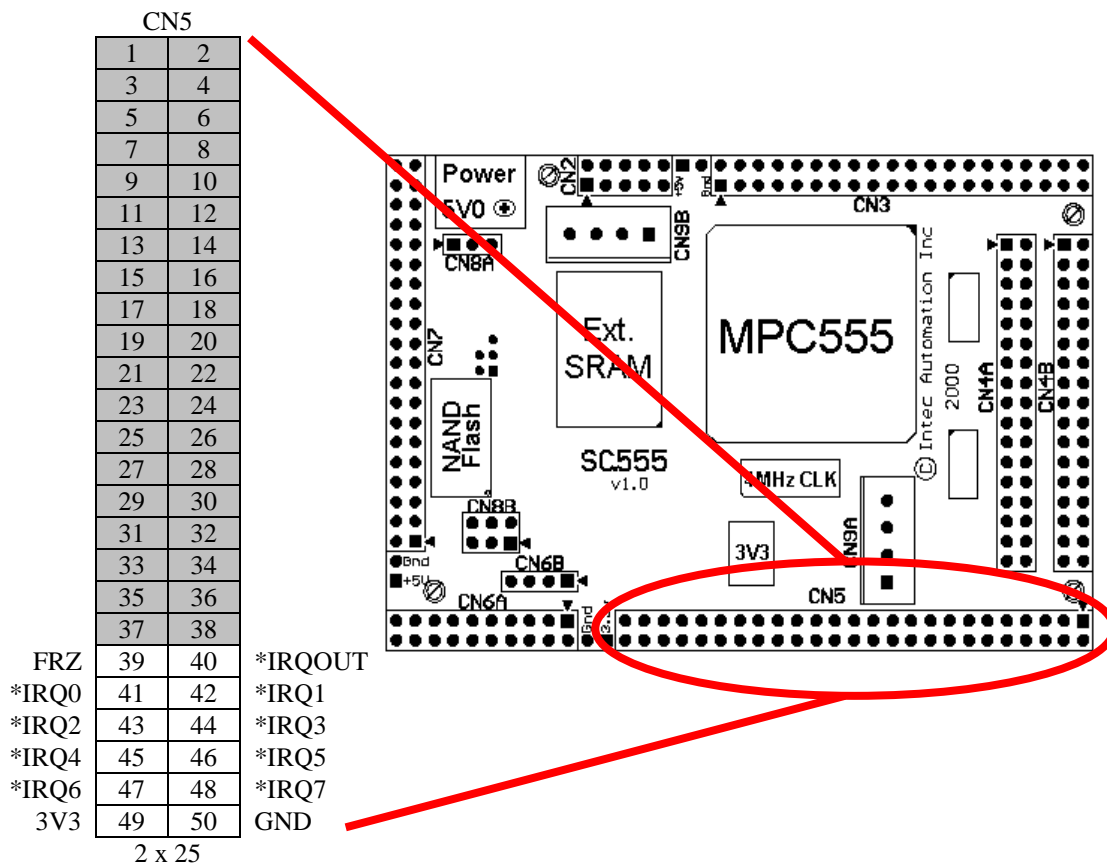 CN5
1 2
3 4
5 6
7 8
9 10
11 12
13 14
15 16
17 18
19 20
21 22
23 24
25 26
27 28
29 30
31 32
33 34
35 36
37 38
FRZ 39 40 *IRQOUT
*IRQ0 41 42 *IRQ1
*IRQ2 43 44 *IRQ3
*IRQ4 45 46 *IRQ5
*IRQ6 47 48 *IRQ7
3V3 49 50 GND
2 x 25
Power
5V0
CN2
+5v
Gnd
CN3
CN8A
CN9B
CN7
Ext.
SRAM
MPC555
© Intec Automation Inc
2000
CN4A
CN4B
NAND
Flash
SC555
v1.0
4MHz CLK
CN8B
3V3
CN9A
Gnd
+5V
CN6B
CN6A
Gnd
CN5